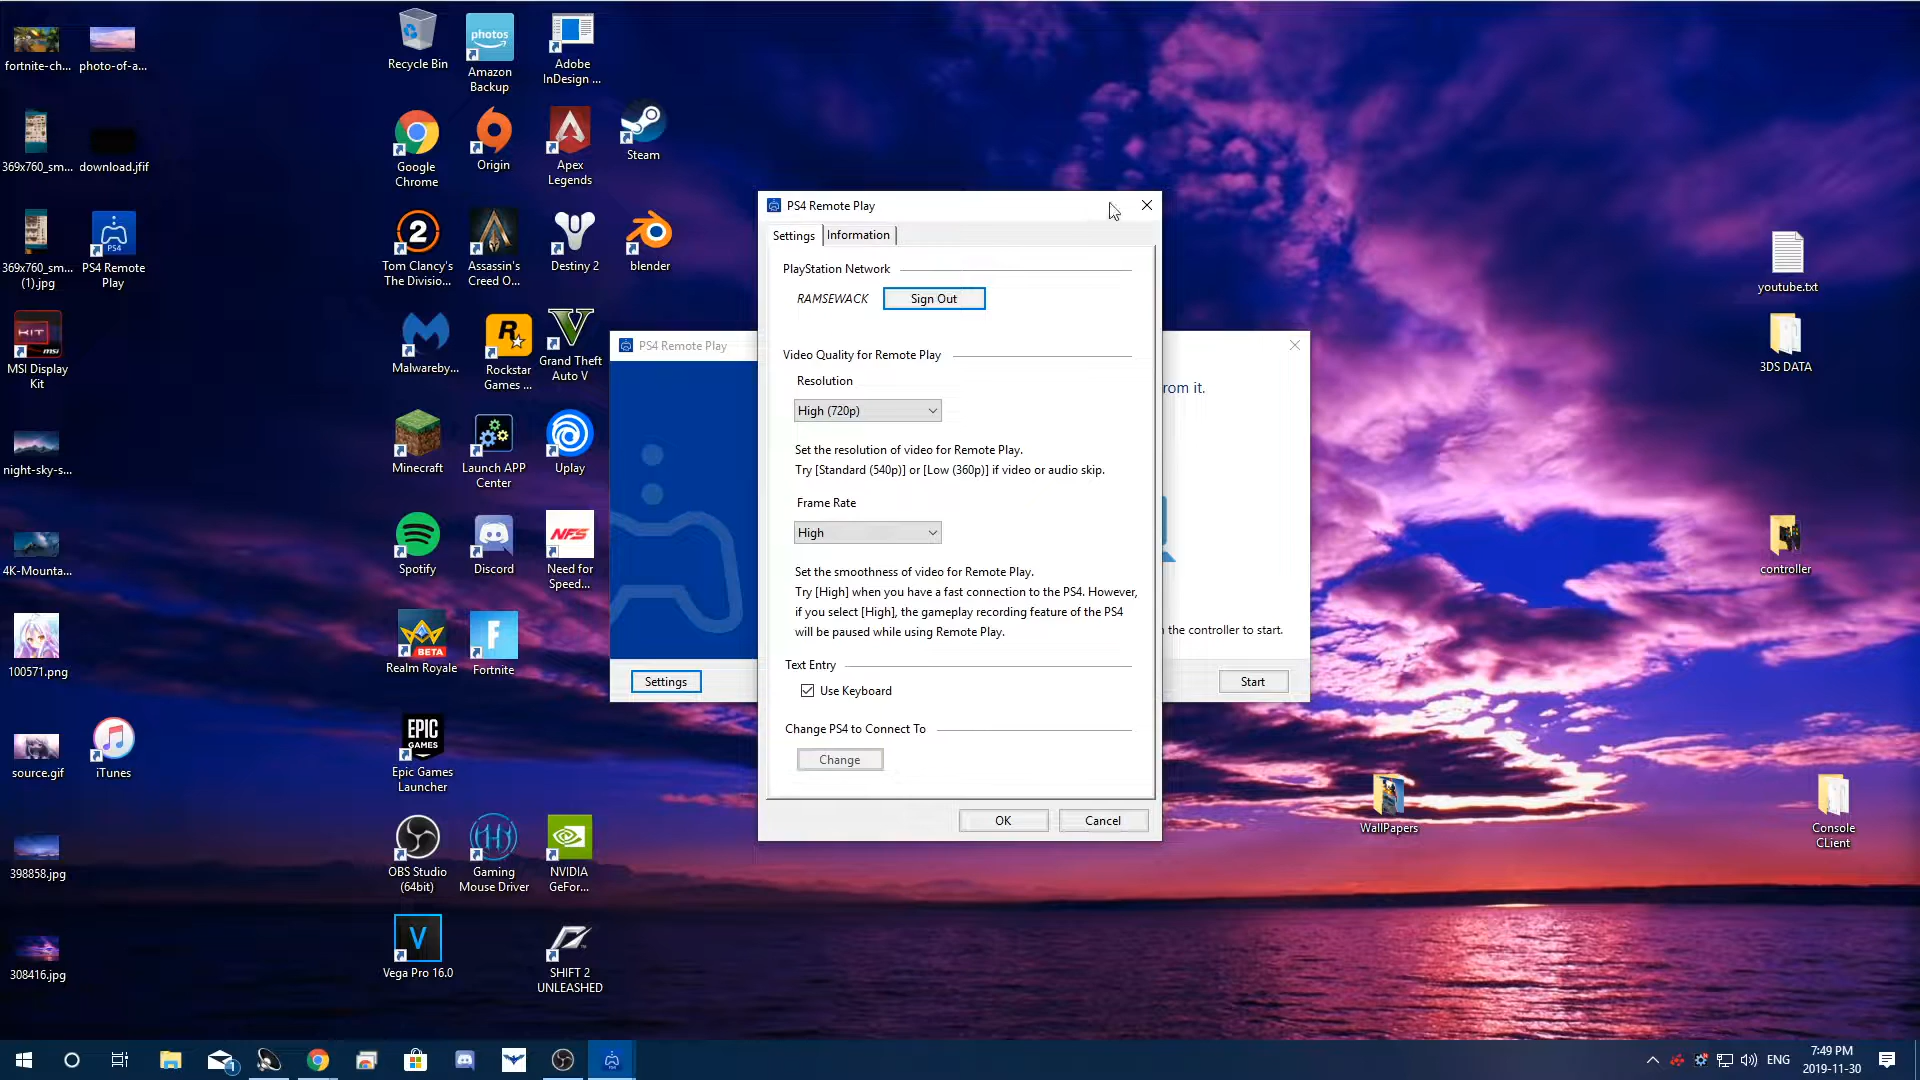 fortnite-ch...
photo-of-a...
369x760_sm...
download.jfif
369x760_sm...
(1).jpg
PS4
PS4 Remote
Play
KIT
msi
MSI Display
Kit
night-sky-s...
4K-Mounta...
100571.png
source.gif
iTunes
398858.jpg
308416.jpg
Recycle Bin
photos
Amazon
Backup
Adobe
InDesign ...
Google
Chrome
Origin
Apex
Legends
Steam
2
Tom Clancy's
The Divisio...
Assassin's
Creed O...
Destiny 2
blender
Malwareby...
R
Rockstar
Games ...
V
Grand Theft
Auto V
Minecraft
Launch APP
Center
Uplay
Spotify
Discord
NFS
Need for
Speed...
BETA
Realm Royale
F
Fortnite
EPIC
GAMES
Epic Games
Launcher
OBS Studio
(64bit)
Gaming
Mouse Driver
NVIDIA
GeFor...
V
Vega Pro 16.0
SHIFT 2
UNLEASHED
PS4 Remote Play
rom it.
the controller to start.
Settings
Start
PS4 Remote Play
Settings
Information
PlayStation Network
RAMSEWACK
Sign Out
Video Quality for Remote Play
Resolution
High (720p)
Set the resolution of video for Remote Play.
Try [Standard (540p)] or [Low (360p)] if video or audio skip.
Frame Rate
High
Set the smoothness of video for Remote Play.
Try [High] when you have a fast connection to the PS4. However,
if you select [High], the gameplay recording feature of the PS4
will be paused while using Remote Play.
Text Entry
Use Keyboard
Change PS4 to Connect To
Change
OK
Cancel
youtube.txt
3DS DATA
controller
WallPapers
Console
CLient
1
ENG
7:49 PM
2019-11-30